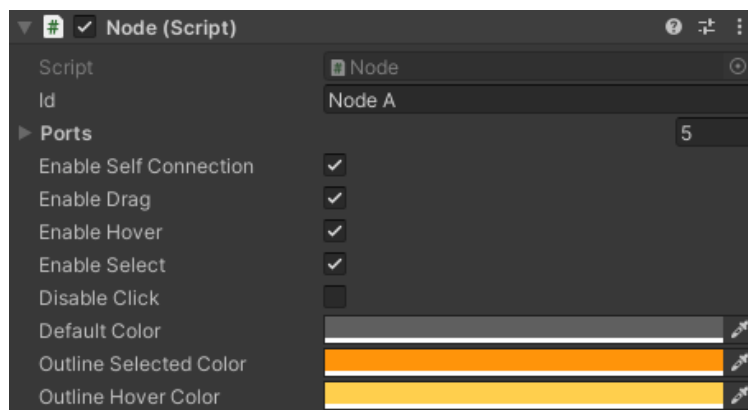 Node (Script)
Script Node
Id Node A
Ports 5
Enable Self Connection
Enable Drag
Enable Hover
Enable Select
Disable Click
Default Color
Outline Selected Color
Outline Hover Color